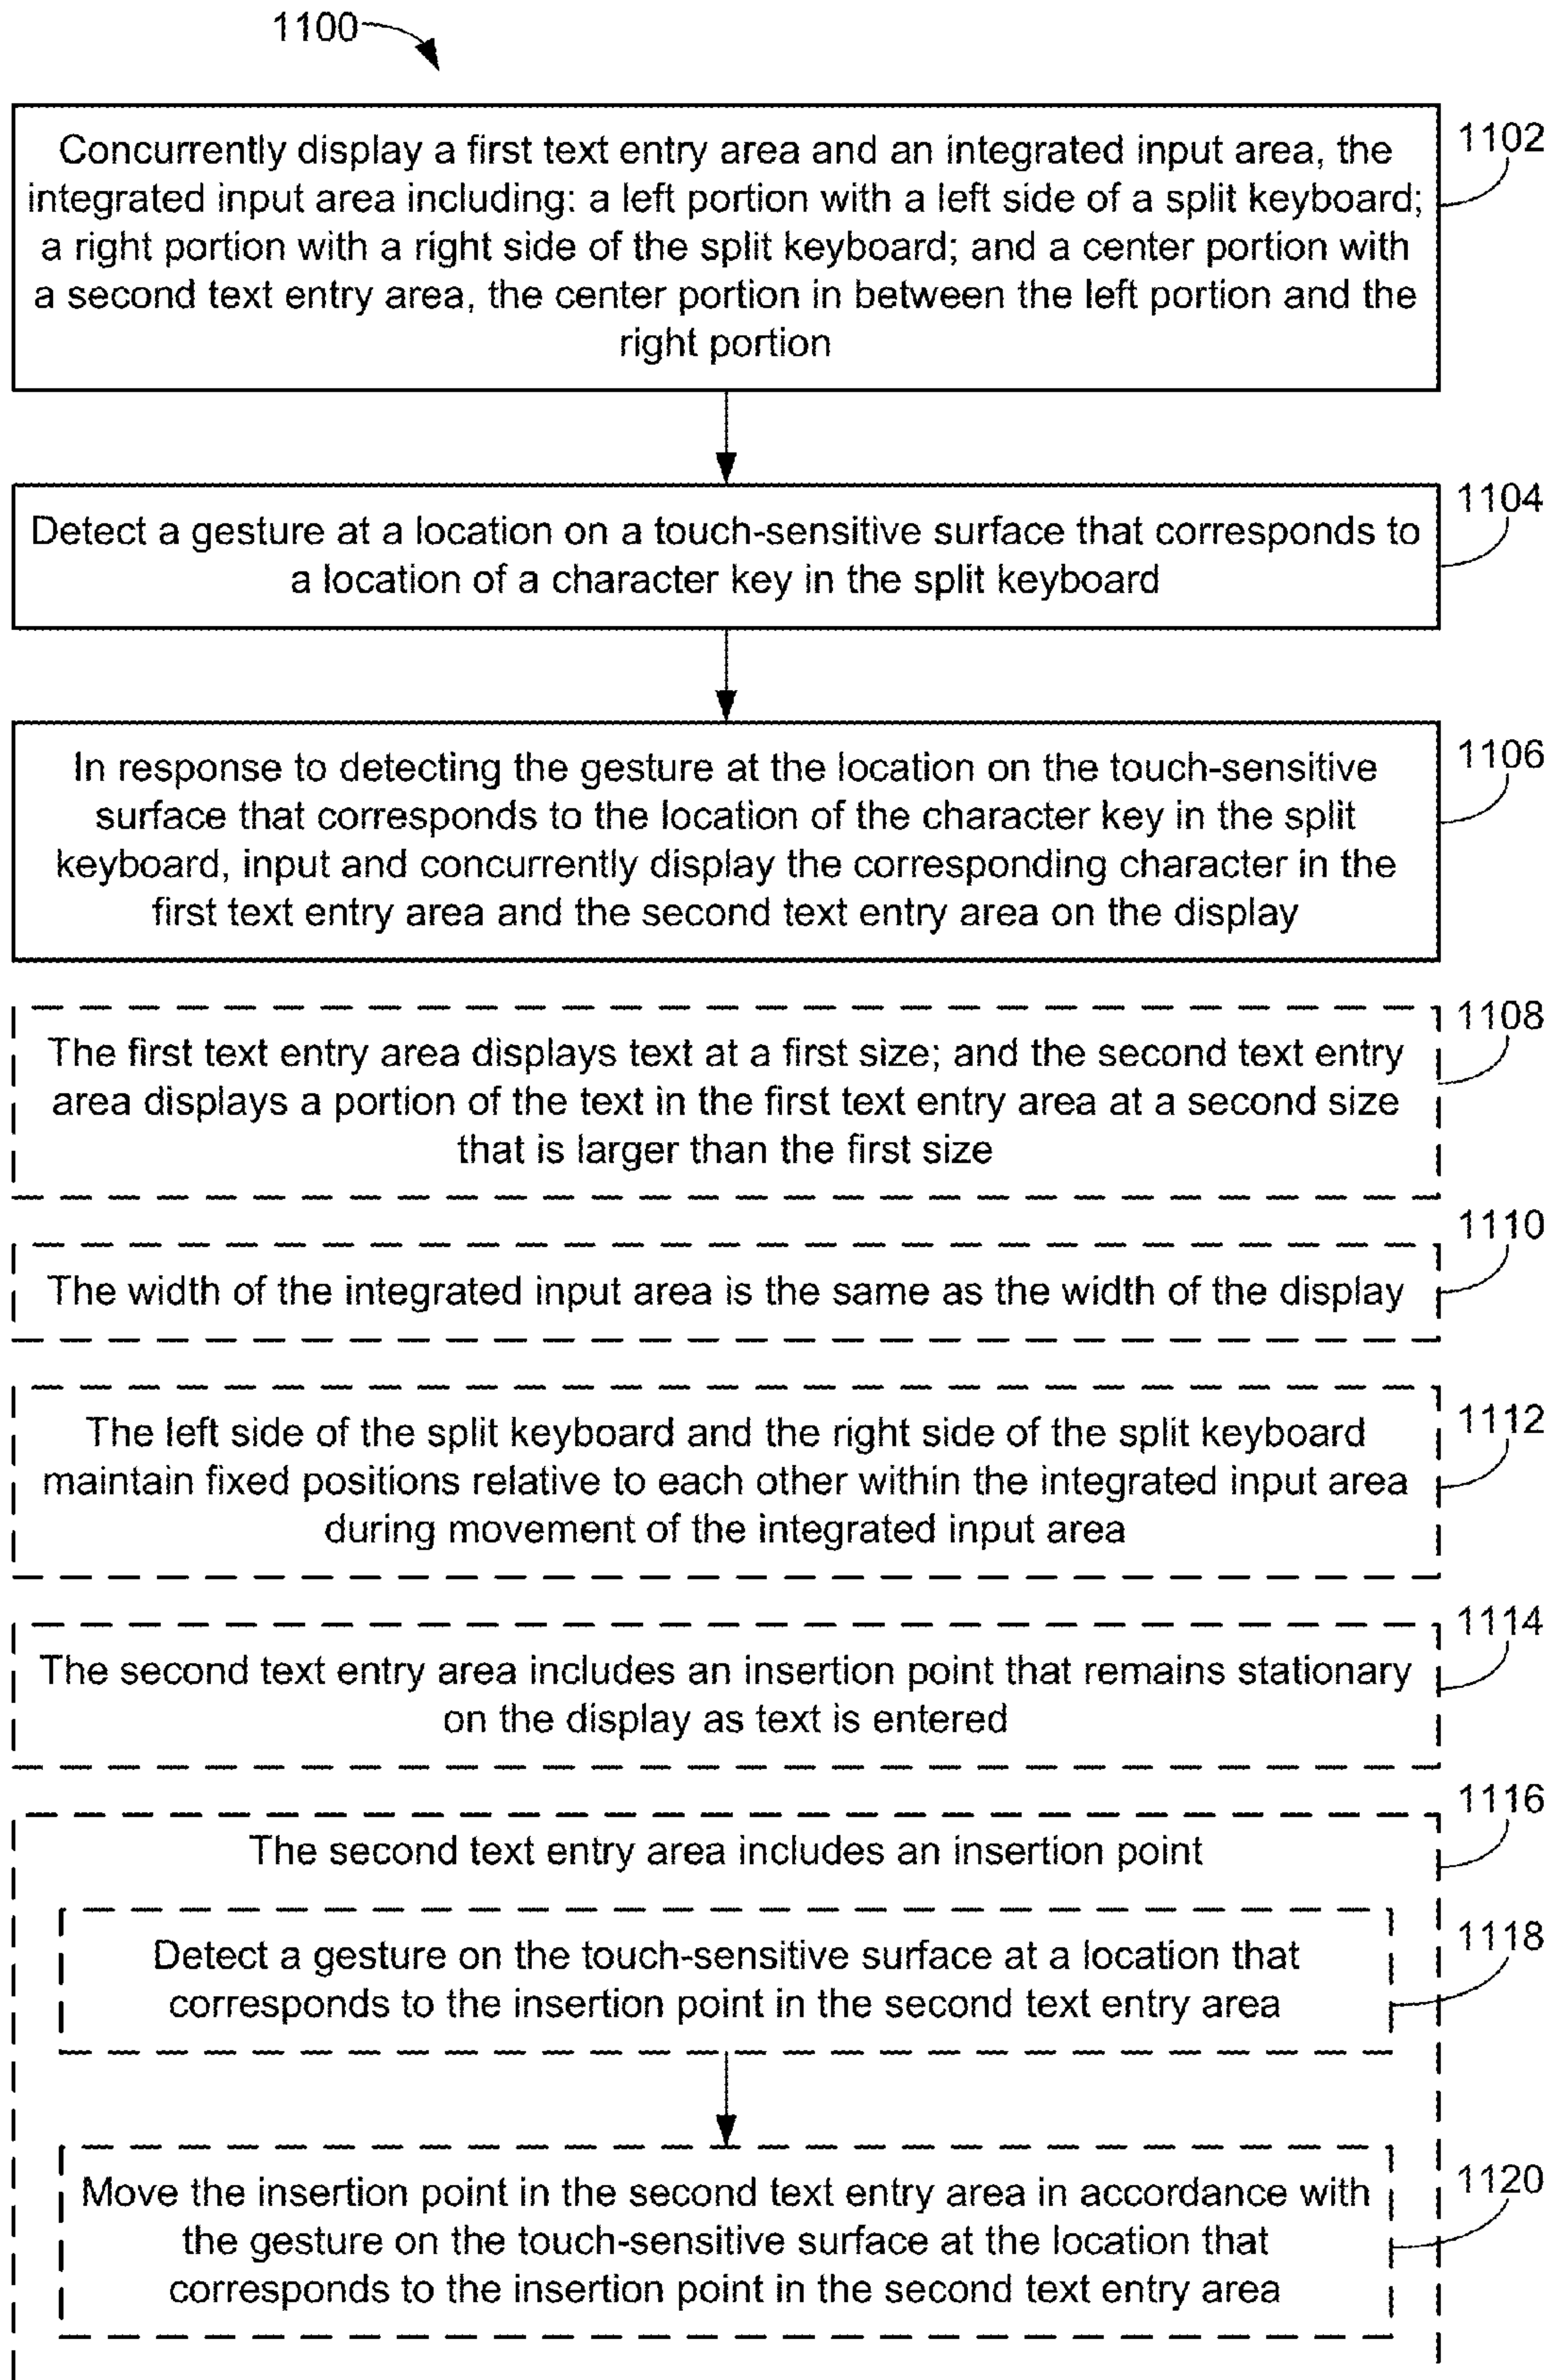 1100
Concurrently display a first text entry area and an integrated input area, the
integrated input area including: a left portion with a left side of a split keyboard;
a right portion with a right side of the split keyboard; and a center portion with
a second text entry area, the center portion in between the left portion and the
right portion
1102
Detect a gesture at a location on a touch-sensitive surface that corresponds to
a location of a character key in the split keyboard
1104
In response to detecting the gesture at the location on the touch-sensitive
surface that corresponds to the location of the character key in the split
keyboard, input and concurrently display the corresponding character in the
first text entry area and the second text entry area on the display
1106
The first text entry area displays text at a first size; and the second text entry
area displays a portion of the text in the first text entry area at a second size
that is larger than the first size
1108
The width of the integrated input area is the same as the width of the display
1110
The left side of the split keyboard and the right side of the split keyboard
maintain fixed positions relative to each other within the integrated input area
during movement of the integrated input area
1112
The second text entry area includes an insertion point that remains stationary
on the display as text is entered
1114
The second text entry area includes an insertion point
1116
Detect a gesture on the touch-sensitive surface at a location that
corresponds to the insertion point in the second text entry area
1118
Move the insertion point in the second text entry area in accordance with
the gesture on the touch-sensitive surface at the location that
corresponds to the insertion point in the second text entry area
1120